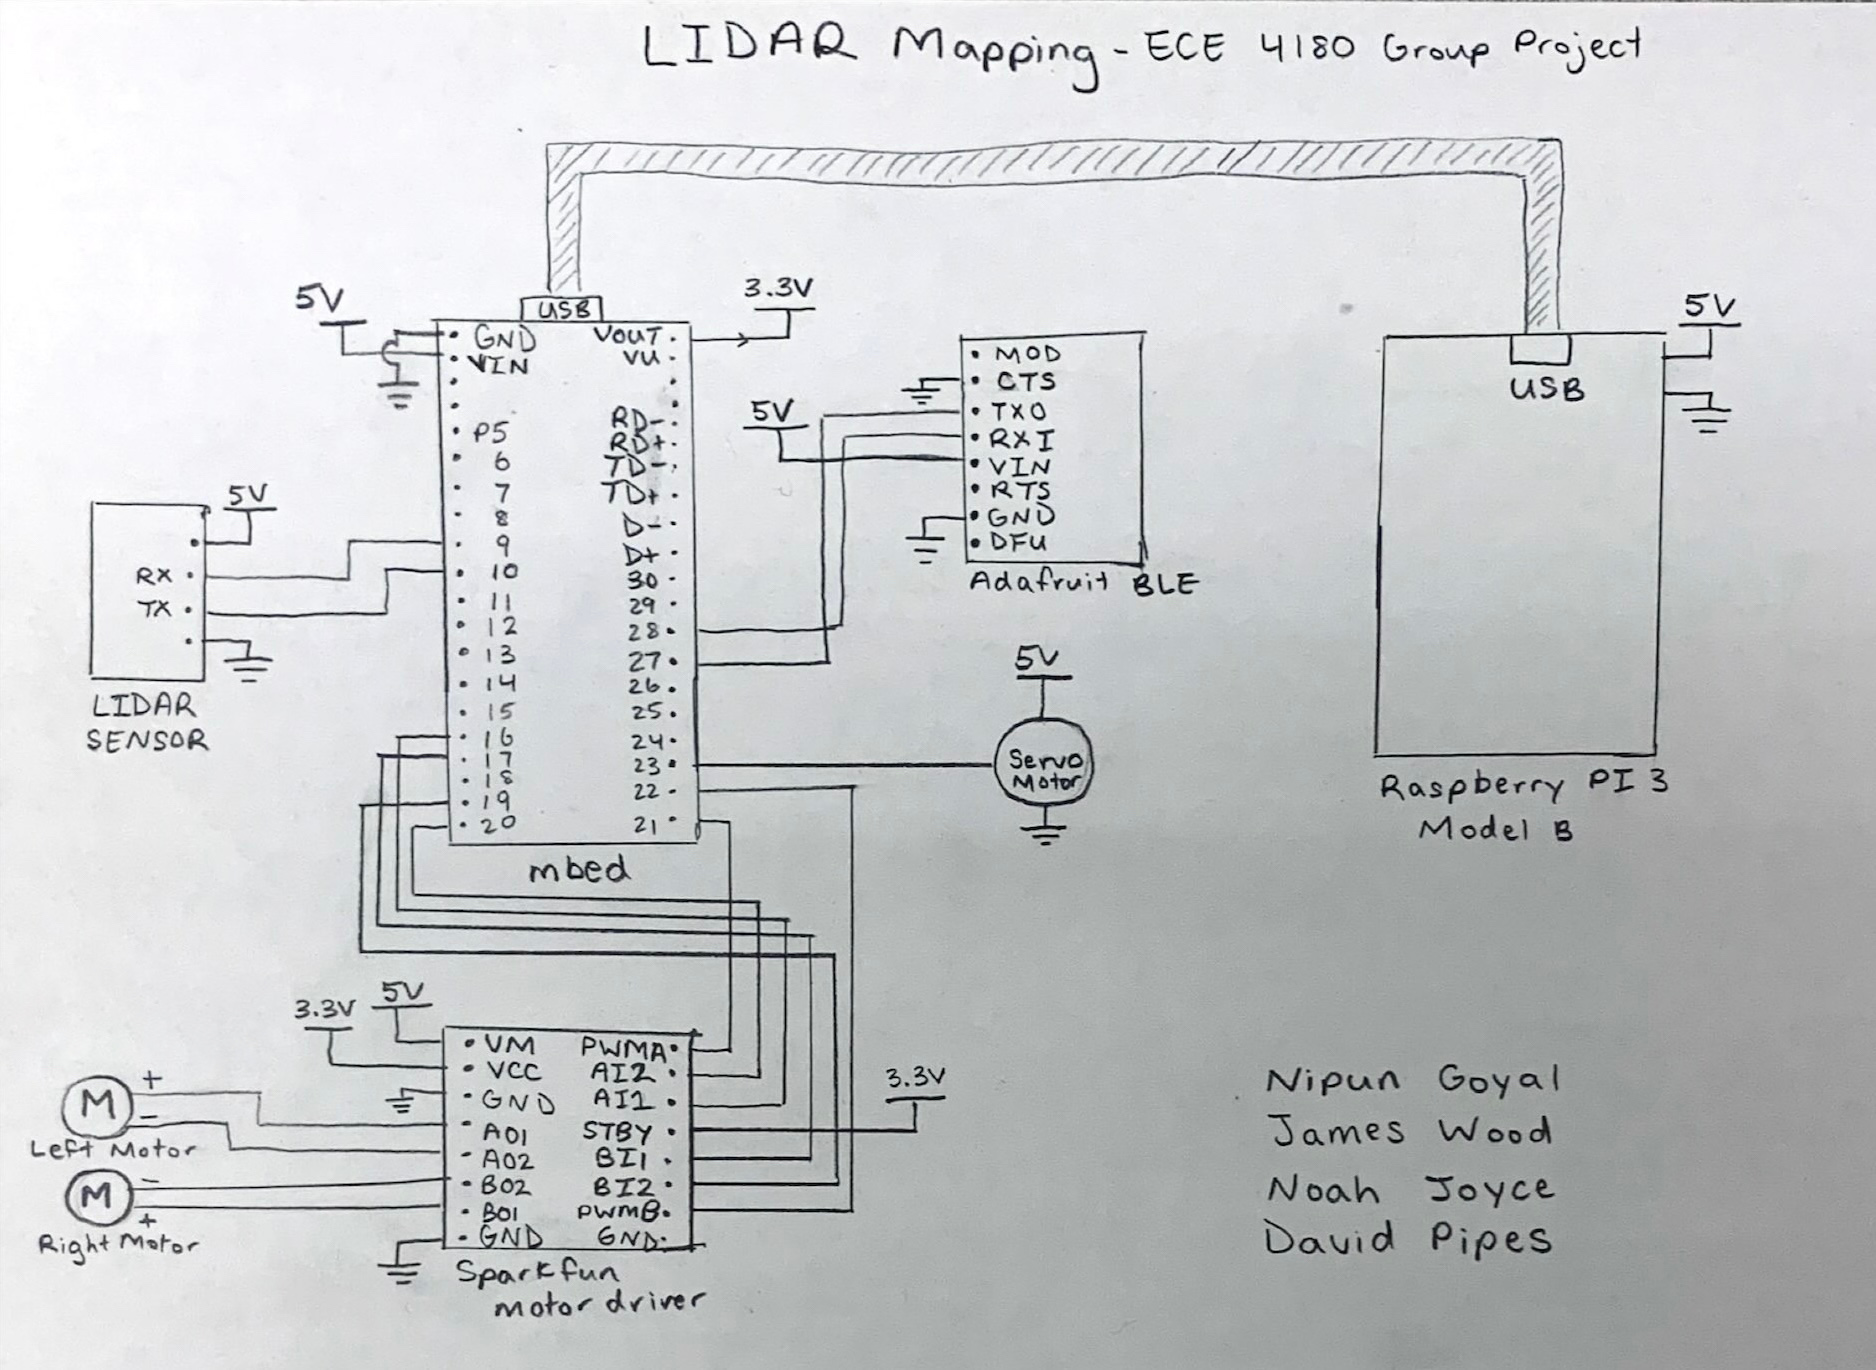 LIDAR Mapping - ECE 4180 Group Project
5V
USB
3.3V
GND
VIN
P5
6
7
8
9
10
11
12
13
14
15
16
17
18
19
20
VOUT
VU
RD-
RD+
TD-
TD+
D-
D+
30
29
28
27
26
25
24
23
22
21
mbed
5V
MOD
CTS
TXO
RXI
VIN
RTS
GND
DFU
Adafruit BLE
5V
USB
Raspberry PI 3
Model B
5V
RX
TX
LIDAR
SENSOR
5V
Servo
Motor
3.3V
5V
VM
VCC
GND
A01
A02
B02
B01
GND
PWMA
AI2
AI1
STBY
BI1
BI2
PWMB
GND
Sparkfun
motor driver
3.3V
M
+
-
Left Motor
M
-
+
Right Motor
Nipun Goyal
James Wood
Noah Joyce
David Pipes